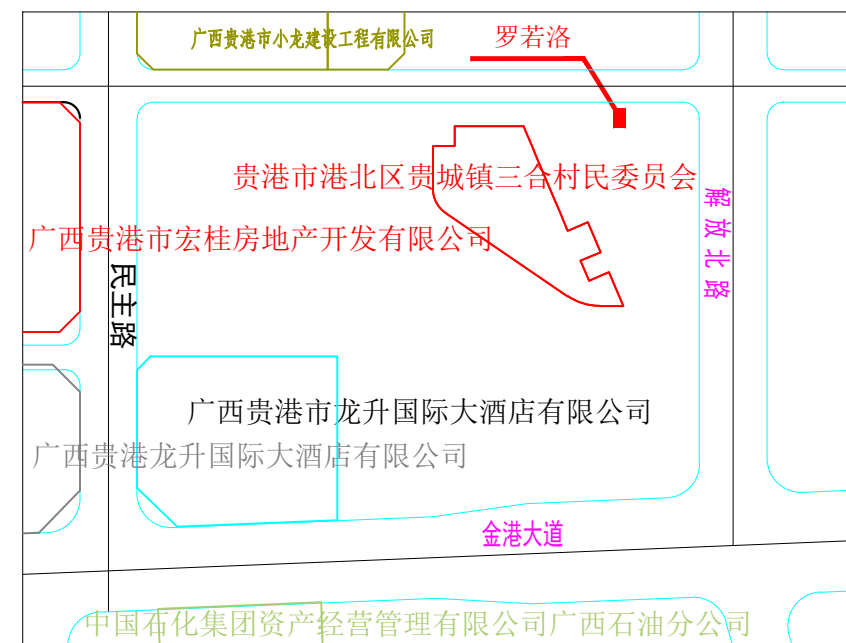 广西贵港市小龙建设工程有限公司
罗若洛
贵港市港北区贵城镇三合村民委员会
解放北路
广西贵港市宏桂房地产开发有限公司
民主路
广西贵港市龙升国际大酒店有限公司
广西贵港龙升国际大酒店有限公司
金港大道
中国石化集团资产经营管理有限公司广西石油分公司